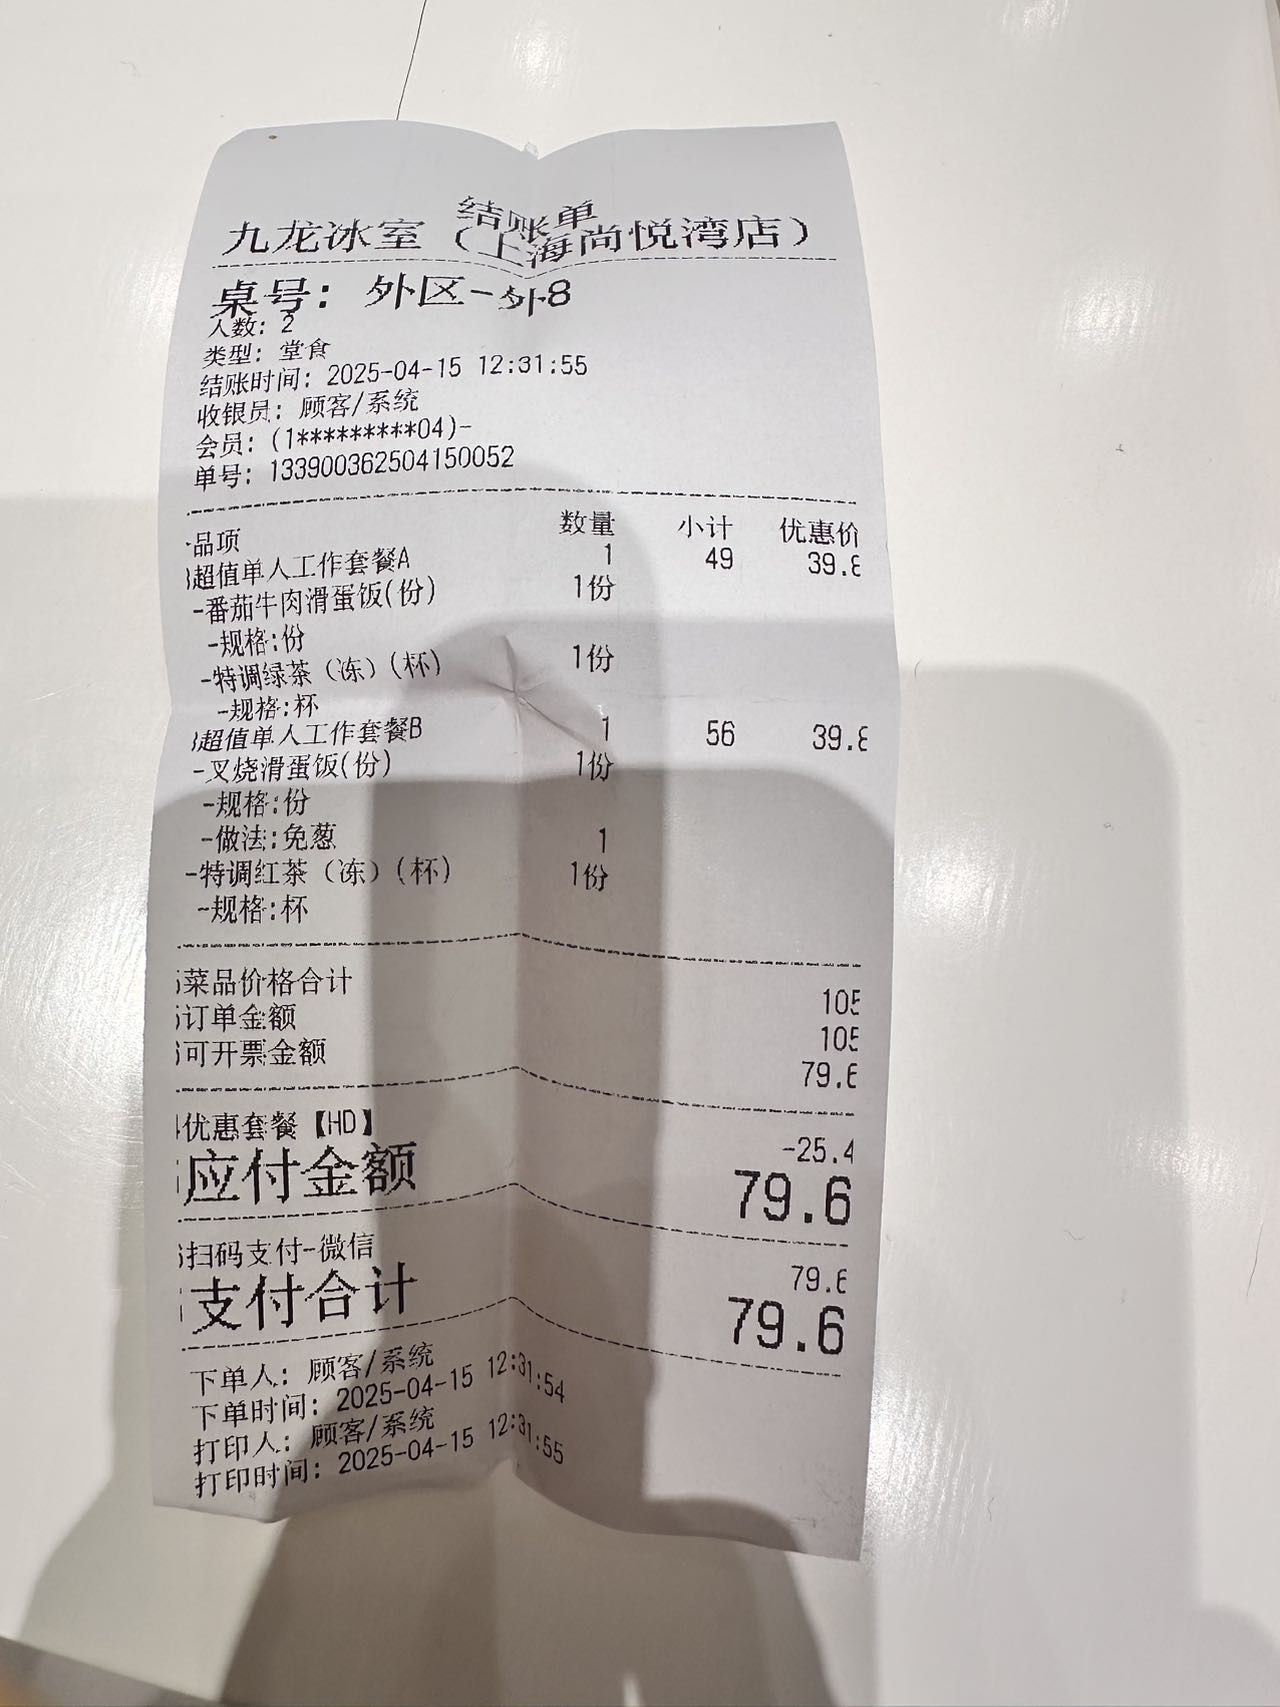 结账单
九龙冰室（上海尚悦湾店）
桌号：外区-外8
人数：2
类型：堂食
结账时间：2025-04-15 12:31:55
收银员：顾客/系统
会员：(1*********04)-
单号：133900362504150052
品项 数量 小计 优惠价
超值单人工作套餐A 1 49 39.8
-番茄牛肉滑蛋饭(份) 1份
-规格:份
-特调绿茶（冻）(杯) 1份
-规格:杯
超值单人工作套餐B 1 56 39.8
-叉烧滑蛋饭(份) 1份
-规格:份
-做法:免葱 1
-特调红茶（冻）(杯) 1份
-规格:杯
菜品价格合计 105
订单金额 105
可开票金额 79.6
优惠套餐【HD】 -25.4
应付金额 79.6
扫码支付-微信 79.6
支付合计 79.6
下单人：顾客/系统
下单时间：2025-04-15 12:31:54
打印人：顾客/系统
打印时间：2025-04-15 12:31:55